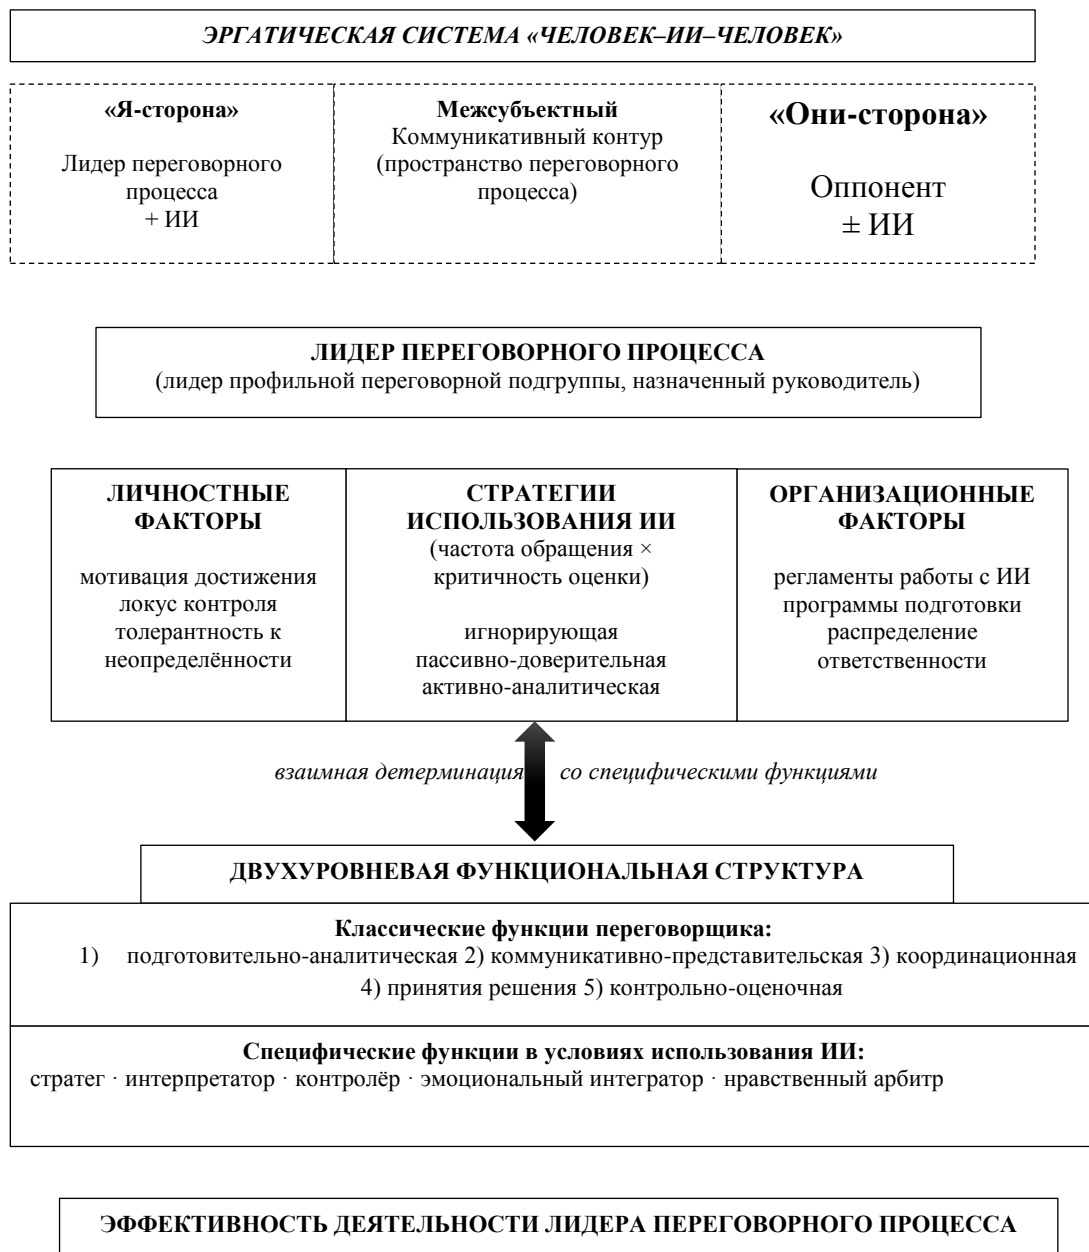 ЭРГАТИЧЕСКАЯ СИСТЕМА «ЧЕЛОВЕК–ИИ–ЧЕЛОВЕК»
«Я-сторона»
Лидер переговорного
процесса
+ ИИ
Межсубъектный
Коммуникативный контур
(пространство переговорного
процесса)
«Они-сторона»
Оппонент
± ИИ
ЛИДЕР ПЕРЕГОВОРНОГО ПРОЦЕССА
(лидер профильной переговорной подгруппы, назначенный руководитель)
ЛИЧНОСТНЫЕ
ФАКТОРЫ
мотивация достижения
локус контроля
толерантность к
неопределённости
СТРАТЕГИИ
ИСПОЛЬЗОВАНИЯ ИИ
(частота обращения ×
критичность оценки)
игнорирующая
пассивно-доверительная
активно-аналитическая
ОРГАНИЗАЦИОННЫЕ
ФАКТОРЫ
регламенты работы с ИИ
программы подготовки
распределение
ответственности
взаимная детерминация со специфическими функциями
ДВУХУРОВНЕВАЯ ФУНКЦИОНАЛЬНАЯ СТРУКТУРА
Классические функции переговорщика:
1) подготовительно-аналитическая 2) коммуникативно-представительская 3) координационная
4) принятия решения 5) контрольно-оценочная
Специфические функции в условиях использования ИИ:
стратег · интерпретатор · контролёр · эмоциональный интегратор · нравственный арбитр
ЭФФЕКТИВНОСТЬ ДЕЯТЕЛЬНОСТИ ЛИДЕРА ПЕРЕГОВОРНОГО ПРОЦЕССА